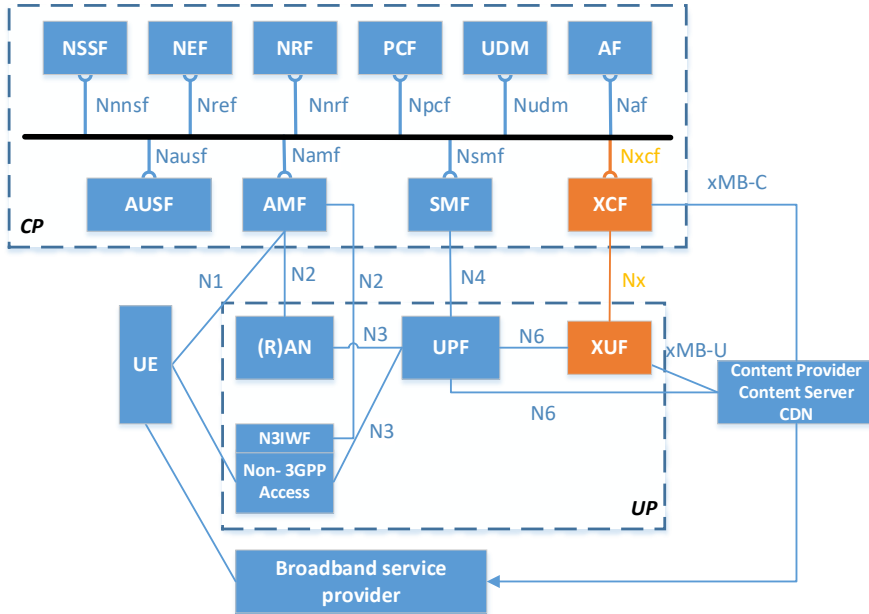 NSSF
NEF
NRF
PCF
UDM
AF
Nnnsf
Nref
Nnrf
Npcf
Nudm
Naf
Nausf
Namf
Nsmf
Nxcf
xMB-C
AUSF
AMF
SMF
XCF
CP
N1
N2
N2
N4
Nx
UE
(R)AN
N3
UPF
N6
XUF
xMB-U
Content Provider
Content Server
CDN
N6
N3IWF
N3
Non- 3GPP
Access
UP
Broadband service
provider